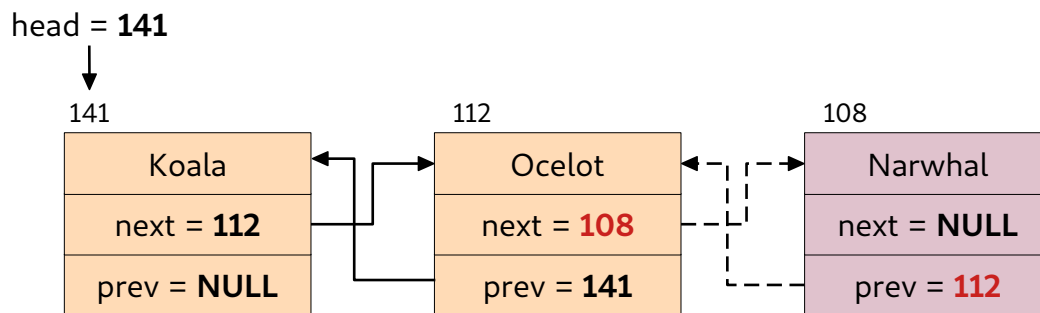 head = 141
141
Koala
next = 112
prev = NULL
112
Ocelot
next = 108
prev = 141
108
Narwhal
next = NULL
prev = 112